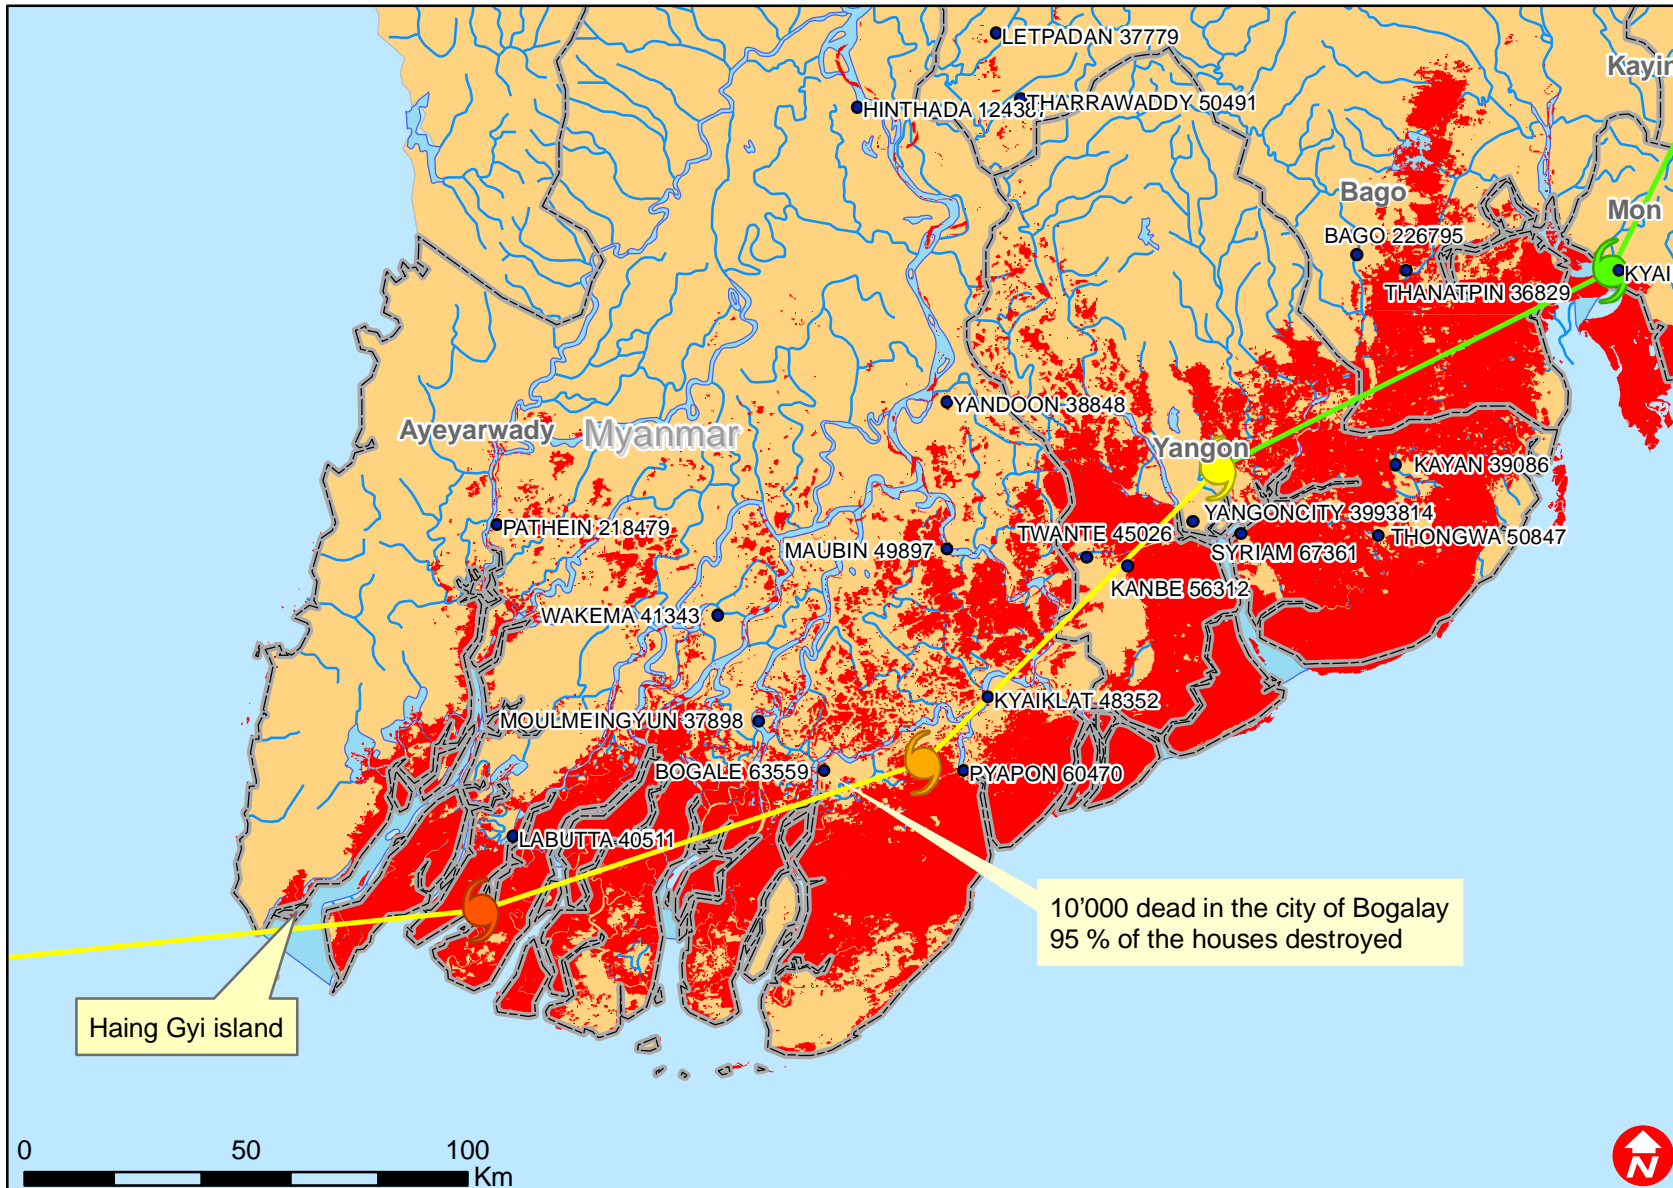 LETPADAN 37779
Kayin
THARRAWADDY 50491
HINTHADA 124387
Bago
Mon
BAGO 226795
KYAI
THANATPIN 36829
YANDOON 38848
Ayeyarwady
Myanmar
Yangon
KAYAN 39086
PATHEIN 218479
YANGONCITY 3993814
TWANTE 45026
THONGWA 50847
MAUBIN 49897
SYRIAM 67361
KANBE 56312
WAKEMA 41343
KYAIKLAT 48352
MOULMEINGYUN 37898
BOGALE 63559
PYAPON 60470
LABUTTA 40511
10'000 dead in the city of Bogalay
95 % of the houses destroyed
Haing Gyi island
0 50 100
Km
N